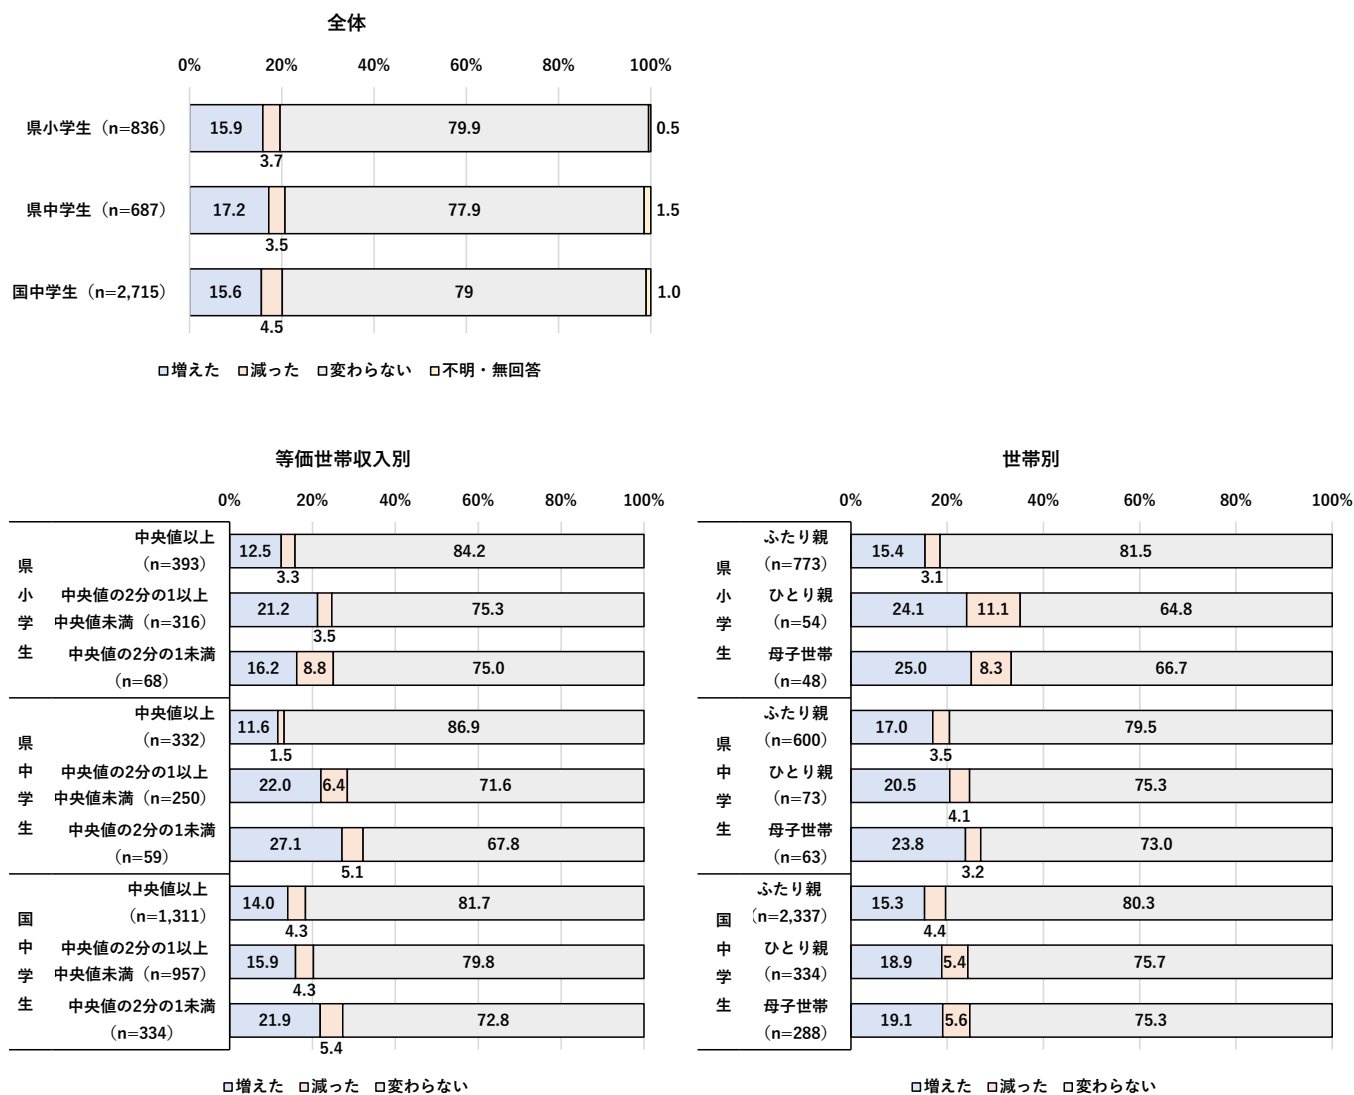 全体
0% 20% 40% 60% 80% 100%
県小学生（n=836） 15.9 79.9 0.5
3.7
県中学生（n=687） 17.2 77.9 1.5
3.5
国中学生（n=2,715） 15.6 79 1.0
4.5
増えた 減った 変わらない 不明・無回答
等価世帯収入別
0% 20% 40% 60% 80% 100%
県小学生
中央値以上
（n=393） 12.5 84.2
3.3
中央値の2分の1以上
中央値未満（n=316） 21.2 75.3
3.5
中央値の2分の1未満
（n=68） 16.2 8.8 75.0
県中学生
中央値以上
（n=332） 11.6 86.9
1.5
中央値の2分の1以上
中央値未満（n=250） 22.0 6.4 71.6
中央値の2分の1未満
（n=59） 27.1 67.8
5.1
国中学生
中央値以上
（n=1,311） 14.0 81.7
4.3
中央値の2分の1以上
中央値未満（n=957） 15.9 79.8
4.3
中央値の2分の1未満
（n=334） 21.9 72.8
5.4
増えた 減った 変わらない
世帯別
0% 20% 40% 60% 80% 100%
県小学生
ふたり親
（n=773） 15.4 81.5
3.1
ひとり親
（n=54） 24.1 11.1 64.8
母子世帯
（n=48） 25.0 8.3 66.7
県中学生
ふたり親
（n=600） 17.0 79.5
3.5
ひとり親
（n=73） 20.5 75.3
4.1
母子世帯
（n=63） 23.8 73.0
3.2
国中学生
ふたり親
（n=2,337） 15.3 80.3
4.4
ひとり親
（n=334） 18.9 5.4 75.7
母子世帯
（n=288） 19.1 5.6 75.3
増えた 減った 変わらない